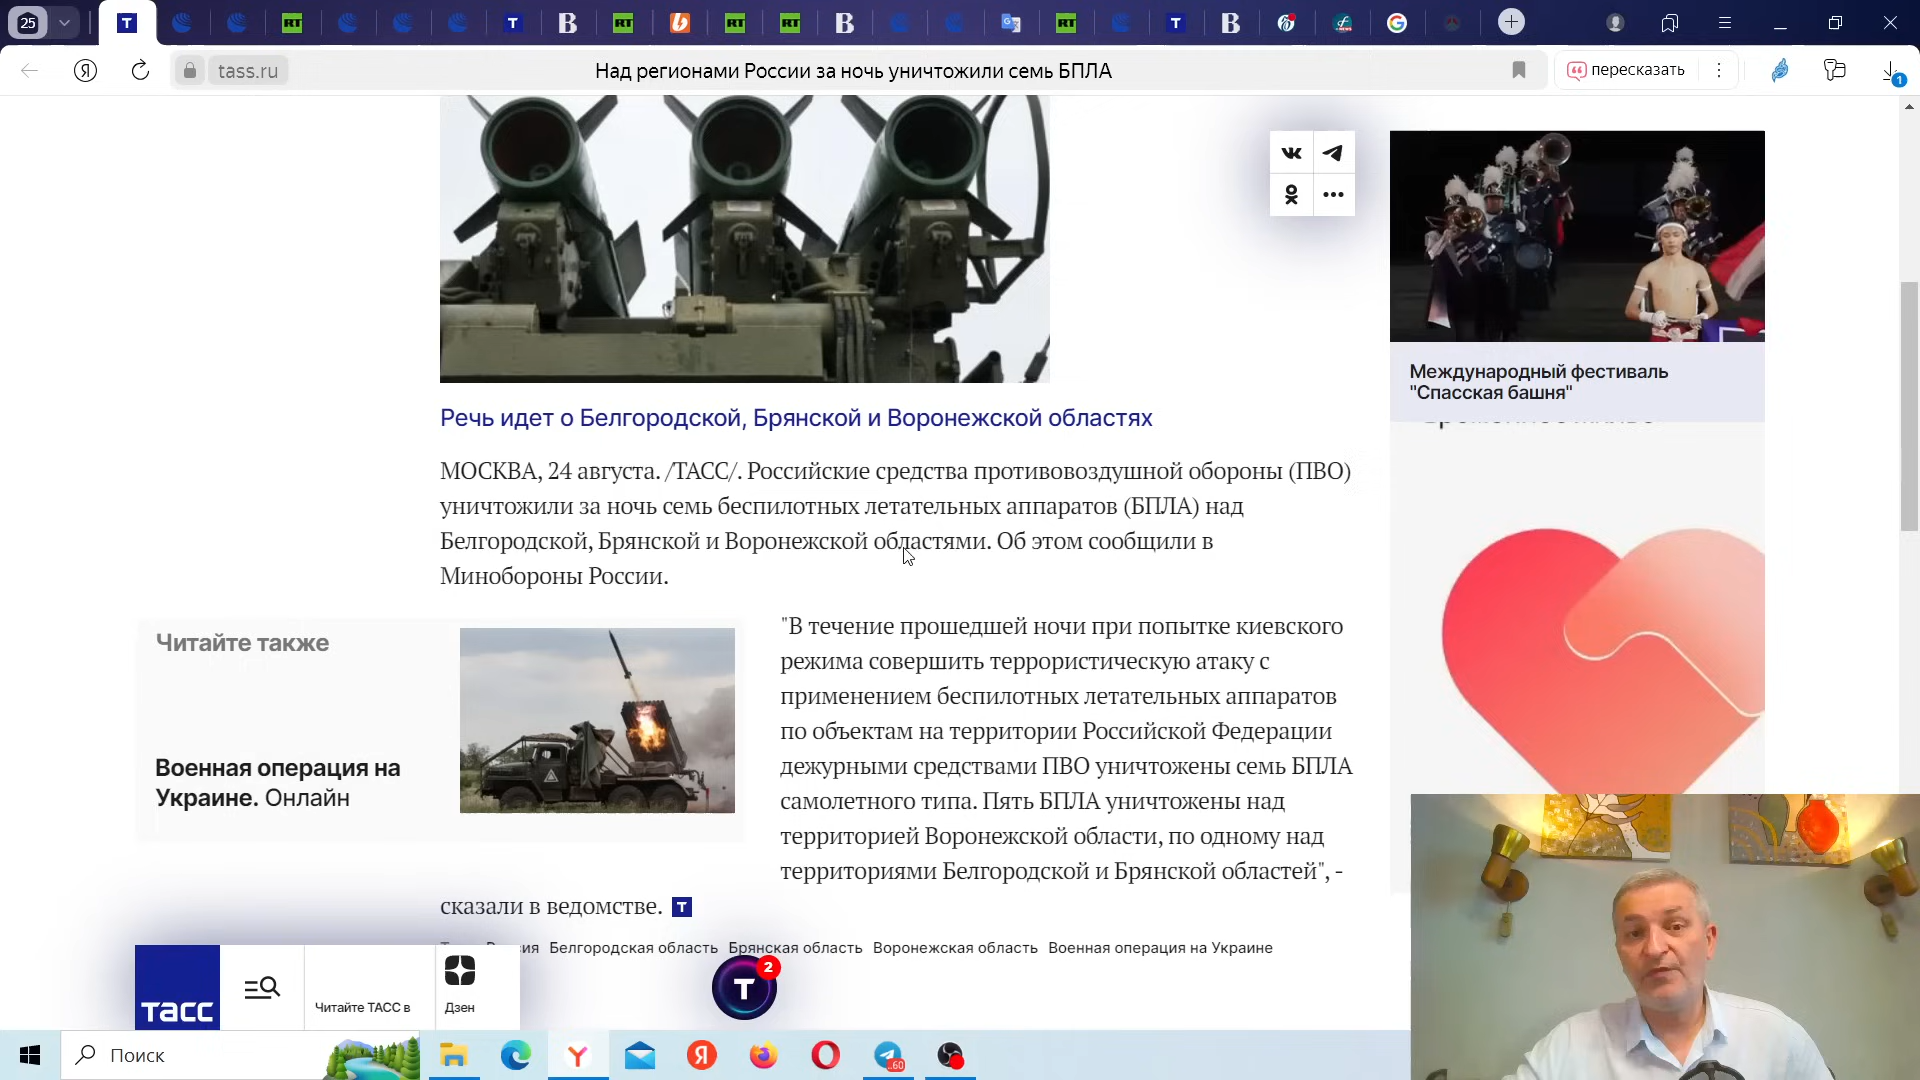 25
tass.ru
Над регионами России за ночь уничтожили семь БПЛА
пересказать
1
Международный фестиваль
"Спасская башня"
Речь идет о Белгородской, Брянской и Воронежской областях
МОСКВА, 24 августа. /ТАСС/. Российские средства противовоздушной обороны (ПВО)
уничтожили за ночь семь беспилотных летательных аппаратов (БПЛА) над
Белгородской, Брянской и Воронежской областями. Об этом сообщили в
Минобороны России.
Читайте также
Военная операция на
Украине. Онлайн
"В течение прошедшей ночи при попытке киевского
режима совершить террористическую атаку с
применением беспилотных летательных аппаратов
по объектам на территории Российской Федерации
дежурными средствами ПВО уничтожены семь БПЛА
самолетного типа. Пять БПЛА уничтожены над
территорией Воронежской области, по одному над
территориями Белгородской и Брянской областей", -
сказали в ведомстве.
Белгородская область Брянская область Воронежская область Военная операция на Украине
ТАСС
Читайте ТАСС в
Дзен
T
2
Поиск
60